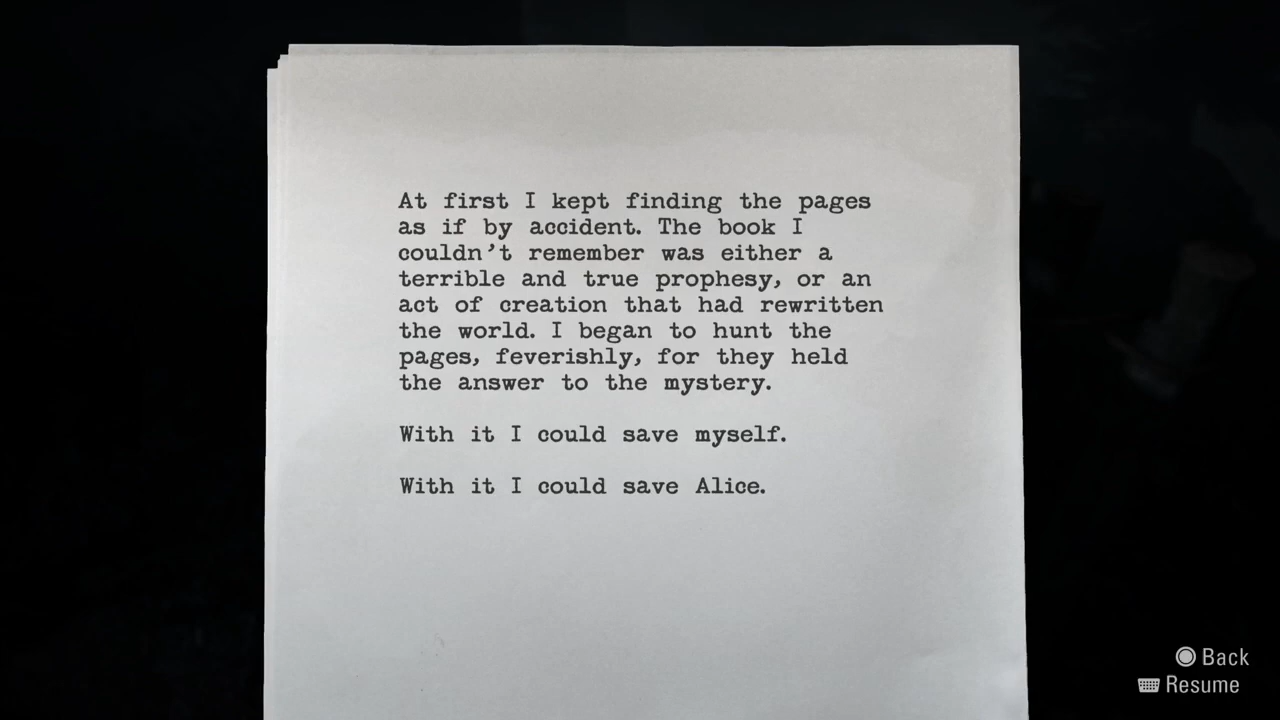 At first I kept finding the pages
as if by accident. The book I
couldn't remember was either a
terrible and true prophesy, or an
act of creation that had rewritten
the world. I began to hunt the
pages, feverishly, for they held
the answer to the mystery.
With it I could save myself.
With it I could save Alice.
Back
Resume